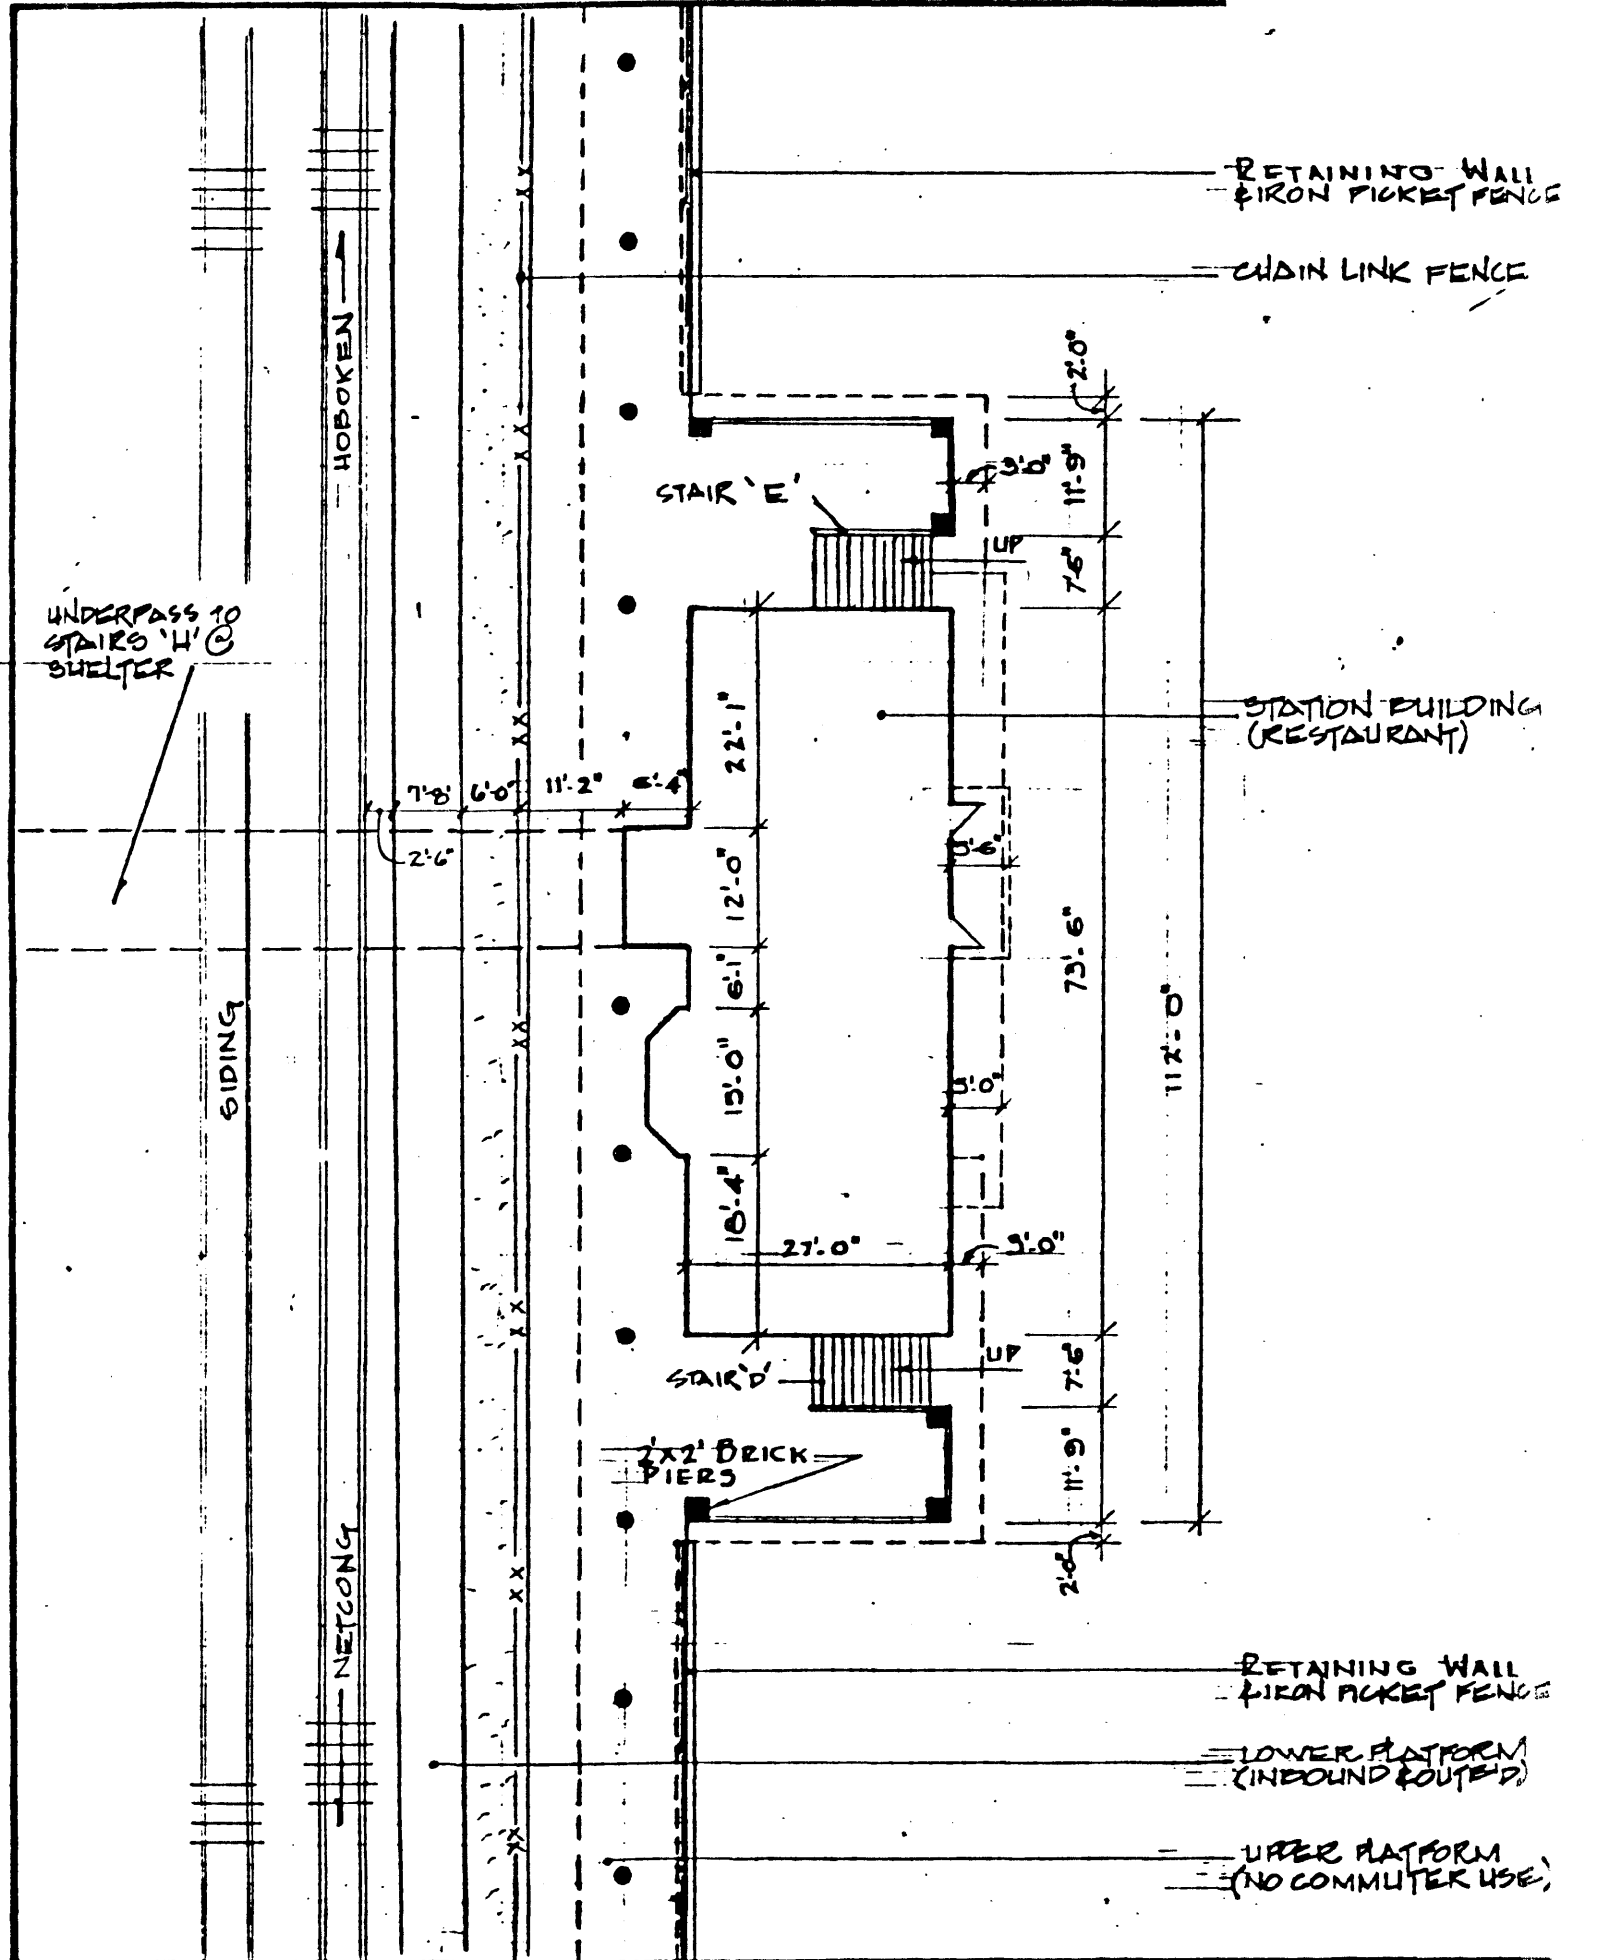 RETAINING WALL
& IRON PICKET FENCE
CHAIN LINK FENCE
2'-0"
HOBOKEN
3'-0"
11'-9"
STAIR 'E'
UP
7'-6"
UNDERPASS TO
STAIRS 'H' @
SHELTER
22'-1"
STATION BUILDING
(RESTAURANT)
7'-8"
6'-0"
11'-2"
6'-4"
2'-6"
5'-6"
12'-0"
73'-6"
6'-1"
112'-0"
SIDING
15'-0"
5'-0"
18'-4"
27'-0"
3'-0"
UP
7'-6"
STAIR 'D'
2'x2' BRICK
PIERS
11'-9"
2'-0"
NETCONG
RETAINING WALL
& IRON PICKET FENCE
LOWER PLATFORM
(INBOUND & OUTB'D)
UPPER PLATFORM
(NO COMMUTER USE)